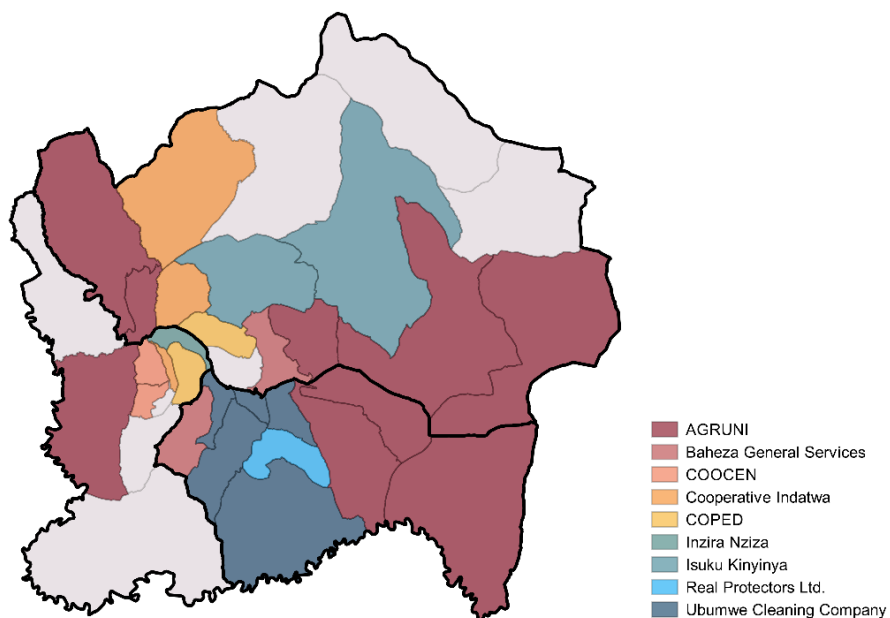 AGRUNI
Baheza General Services
COOCEN
Cooperative Indatwa
COPED
Inzira Nziza
Isuku Kinyinya
Real Protectors Ltd.
Ubumwe Cleaning Company